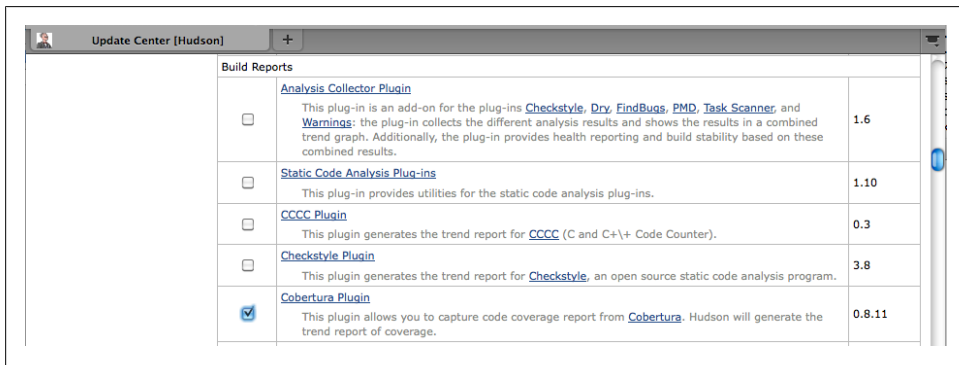 Update Center [Hudson]
+
Build Reports
Analysis Collector Plugin
This plug-in is an add-on for the plug-ins Checkstyle, Dry, FindBugs, PMD, Task Scanner, and
Warnings: the plug-in collects the different analysis results and shows the results in a combined
trend graph. Additionally, the plug-in provides health reporting and build stability based on these
combined results.
1.6
Static Code Analysis Plug-ins
This plug-in provides utilities for the static code analysis plug-ins.
1.10
CCCC Plugin
This plugin generates the trend report for CCCC (C and C+\+ Code Counter).
0.3
Checkstyle Plugin
This plugin generates the trend report for Checkstyle, an open source static code analysis program.
3.8
Cobertura Plugin
This plugin allows you to capture code coverage report from Cobertura. Hudson will generate the
trend report of coverage.
0.8.11